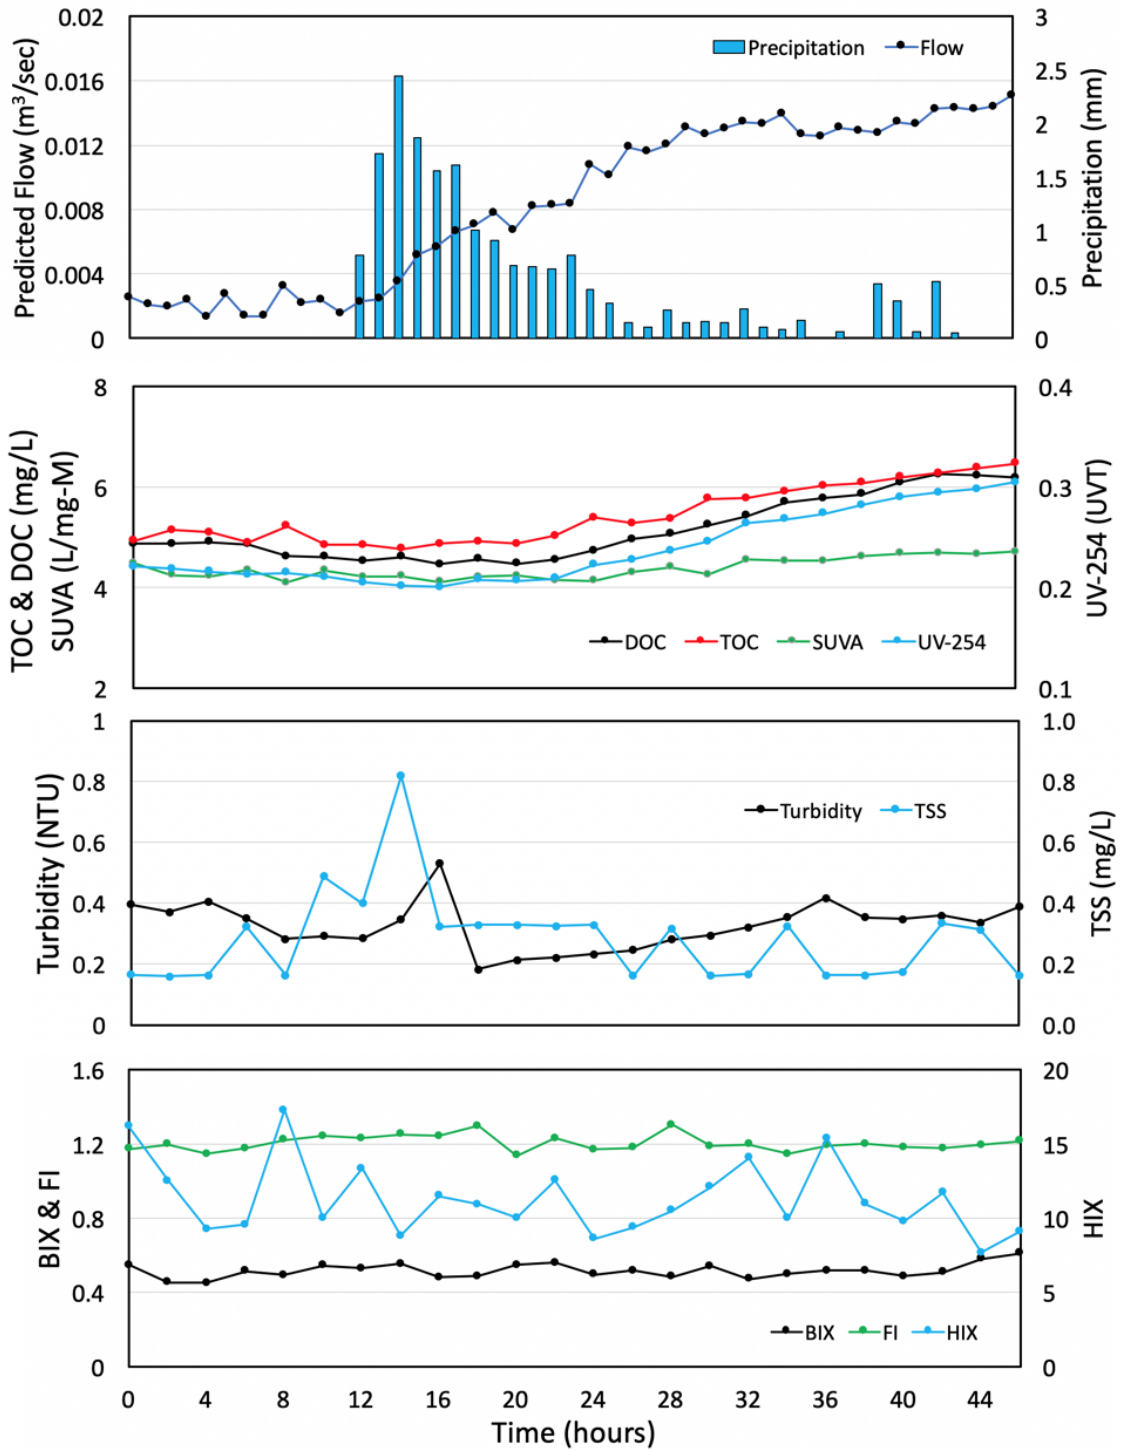 0.02
0.016
0.012
0.008
0.004
0
Predicted Flow (m³/sec)
Precipitation
Flow
3
2.5
2
1.5
1
0.5
0
Precipitation (mm)
8
6
4
2
TOC & DOC (mg/L)
SUVA (L/mg-M)
DOC
TOC
SUVA
UV-254
0.4
0.3
0.2
0.1
UV-254 (UVT)
1
0.8
0.6
0.4
0.2
0
Turbidity (NTU)
Turbidity
TSS
1.0
0.8
0.6
0.4
0.2
0.0
TSS (mg/L)
1.6
1.2
0.8
0.4
0
BIX & FI
BIX
FI
HIX
20
15
10
5
0
HIX
0 4 8 12 16 20 24 28 32 36 40 44
Time (hours)